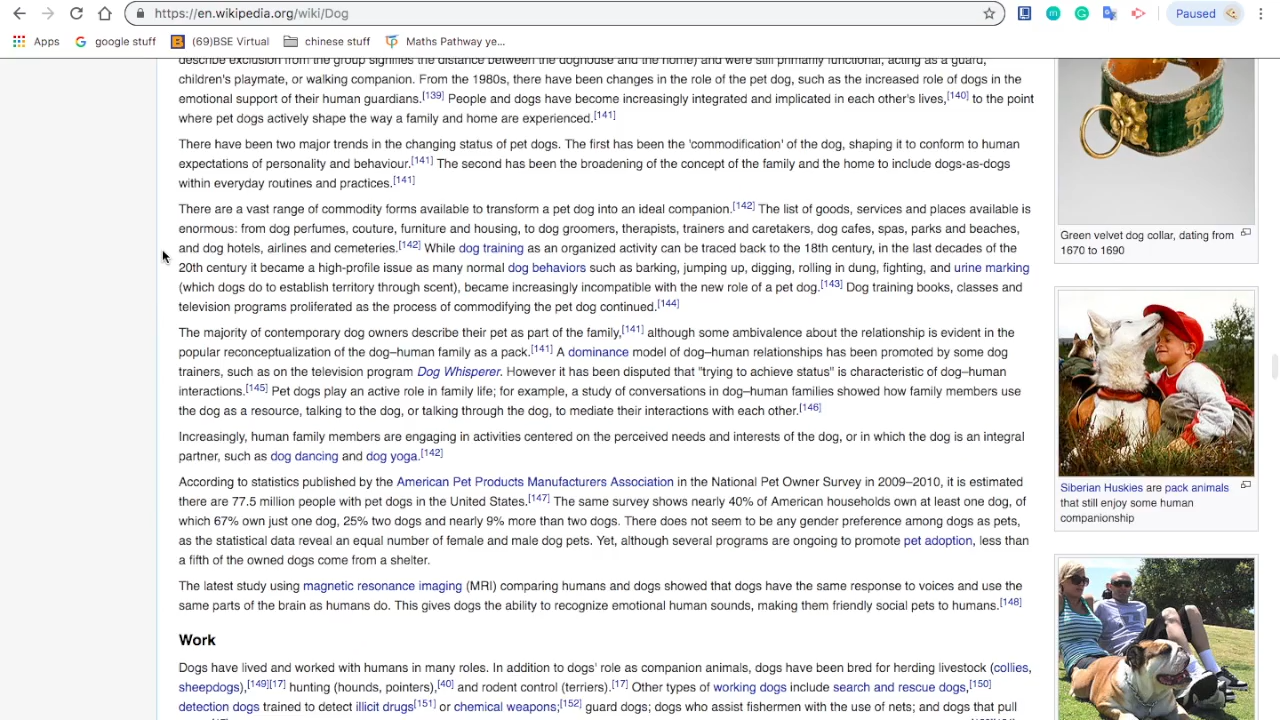 https://en.wikipedia.org/wiki/Dog
Paused
Apps
google stuff
(69)BSE Virtual
chinese stuff
Maths Pathway ye...
describe exclusion from the group signifies the distance between the doghouse and the home) and were still primarily functional, acting as a guard,
children's playmate, or walking companion. From the 1980s, there have been changes in the role of the pet dog, such as the increased role of dogs in the
emotional support of their human guardians.[139] People and dogs have become increasingly integrated and implicated in each other's lives,[140] to the point
where pet dogs actively shape the way a family and home are experienced.[141]
There have been two major trends in the changing status of pet dogs. The first has been the 'commodification' of the dog, shaping it to conform to human
expectations of personality and behaviour.[141] The second has been the broadening of the concept of the family and the home to include dogs-as-dogs
within everyday routines and practices.[141]
There are a vast range of commodity forms available to transform a pet dog into an ideal companion.[142] The list of goods, services and places available is
enormous: from dog perfumes, couture, furniture and housing, to dog groomers, therapists, trainers and caretakers, dog cafes, spas, parks and beaches,
and dog hotels, airlines and cemeteries.[142] While dog training as an organized activity can be traced back to the 18th century, in the last decades of the
20th century it became a high-profile issue as many normal dog behaviors such as barking, jumping up, digging, rolling in dung, fighting, and urine marking
(which dogs do to establish territory through scent), became increasingly incompatible with the new role of a pet dog.[143] Dog training books, classes and
television programs proliferated as the process of commodifying the pet dog continued.[144]
The majority of contemporary dog owners describe their pet as part of the family,[141] although some ambivalence about the relationship is evident in the
popular reconceptualization of the dog–human family as a pack.[141] A dominance model of dog–human relationships has been promoted by some dog
trainers, such as on the television program Dog Whisperer. However it has been disputed that "trying to achieve status" is characteristic of dog–human
interactions.[145] Pet dogs play an active role in family life; for example, a study of conversations in dog–human families showed how family members use
the dog as a resource, talking to the dog, or talking through the dog, to mediate their interactions with each other.[146]
Increasingly, human family members are engaging in activities centered on the perceived needs and interests of the dog, or in which the dog is an integral
partner, such as dog dancing and dog yoga.[142]
According to statistics published by the American Pet Products Manufacturers Association in the National Pet Owner Survey in 2009–2010, it is estimated
there are 77.5 million people with pet dogs in the United States.[147] The same survey shows nearly 40% of American households own at least one dog, of
which 67% own just one dog, 25% two dogs and nearly 9% more than two dogs. There does not seem to be any gender preference among dogs as pets,
as the statistical data reveal an equal number of female and male dog pets. Yet, although several programs are ongoing to promote pet adoption, less than
a fifth of the owned dogs come from a shelter.
The latest study using magnetic resonance imaging (MRI) comparing humans and dogs showed that dogs have the same response to voices and use the
same parts of the brain as humans do. This gives dogs the ability to recognize emotional human sounds, making them friendly social pets to humans.[148]
Work
Dogs have lived and worked with humans in many roles. In addition to dogs' role as companion animals, dogs have been bred for herding livestock (collies,
sheepdogs),[149][17] hunting (hounds, pointers),[40] and rodent control (terriers).[17] Other types of working dogs include search and rescue dogs,[150]
detection dogs trained to detect illicit drugs[151] or chemical weapons;[152] guard dogs; dogs who assist fishermen with the use of nets; and dogs that pull
Green velvet dog collar, dating from
1670 to 1690
Siberian Huskies are pack animals
that still enjoy some human
companionship